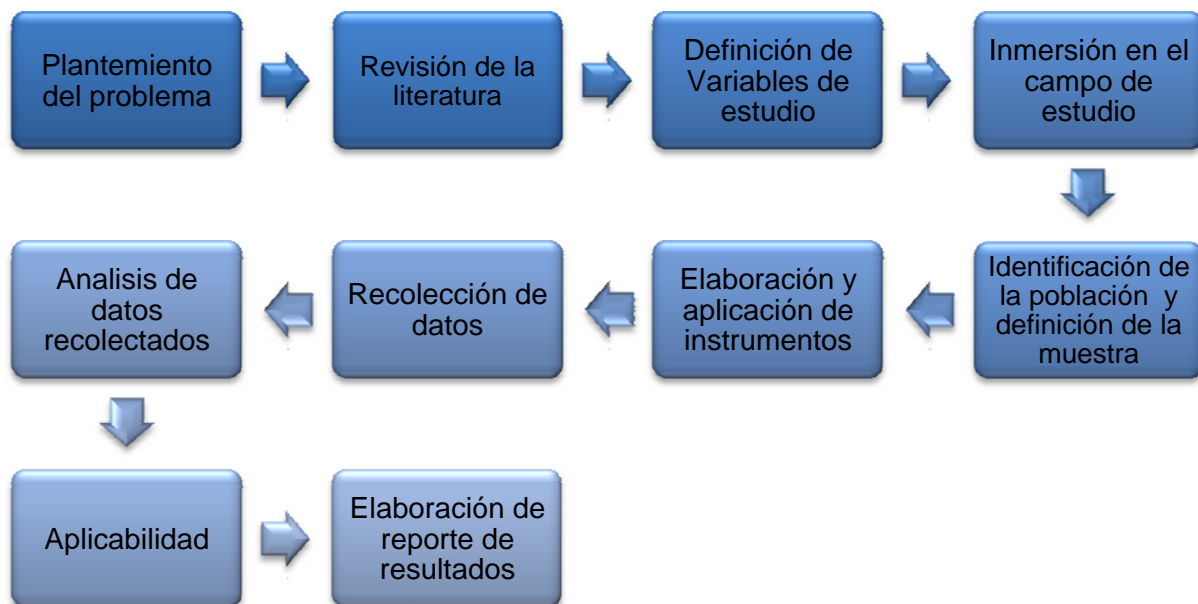 Plantemiento
del problema
Revisión de la
literatura
Definición de
Variables de
estudio
Inmersión en el
campo de
estudio
Identificación de
la población y
definición de la
muestra
Elaboración y
aplicación de
instrumentos
Recolección de
datos
Analisis de
datos
recolectados
Aplicabilidad
Elaboración de
reporte de
resultados